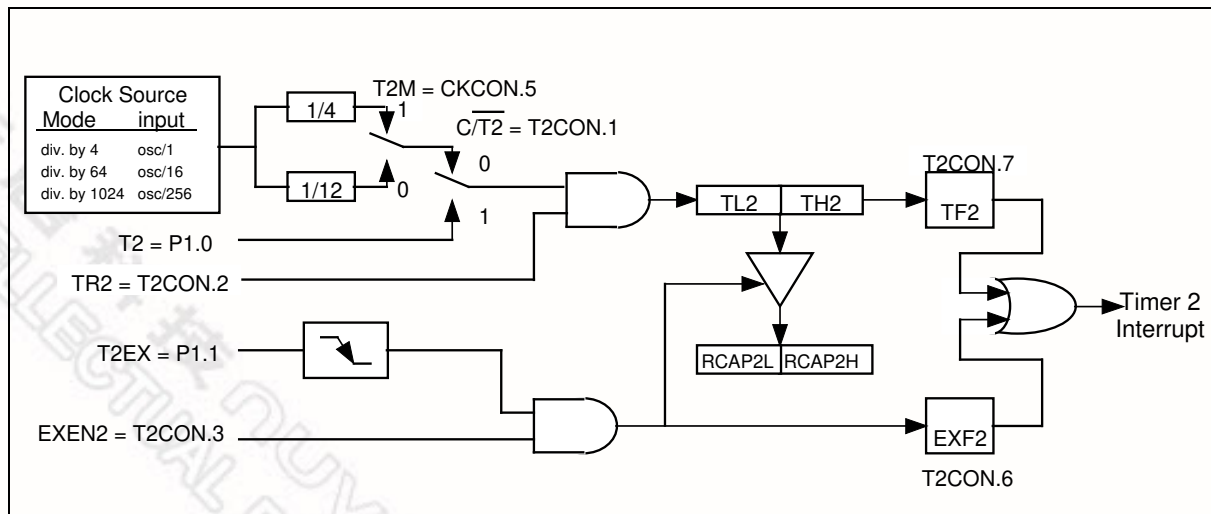 Clock Source
Mode input
div. by 4 osc/1
div. by 64 osc/16
div. by 1024 osc/256
1/4
1/12
T2M = CKCON.5
1
0
C/T2 = T2CON.1
0
1
T2 = P1.0
TR2 = T2CON.2
T2EX = P1.1
EXEN2 = T2CON.3
TL2 TH2
RCAP2L RCAP2H
T2CON.7
TF2
EXF2
T2CON.6
Timer 2
Interrupt